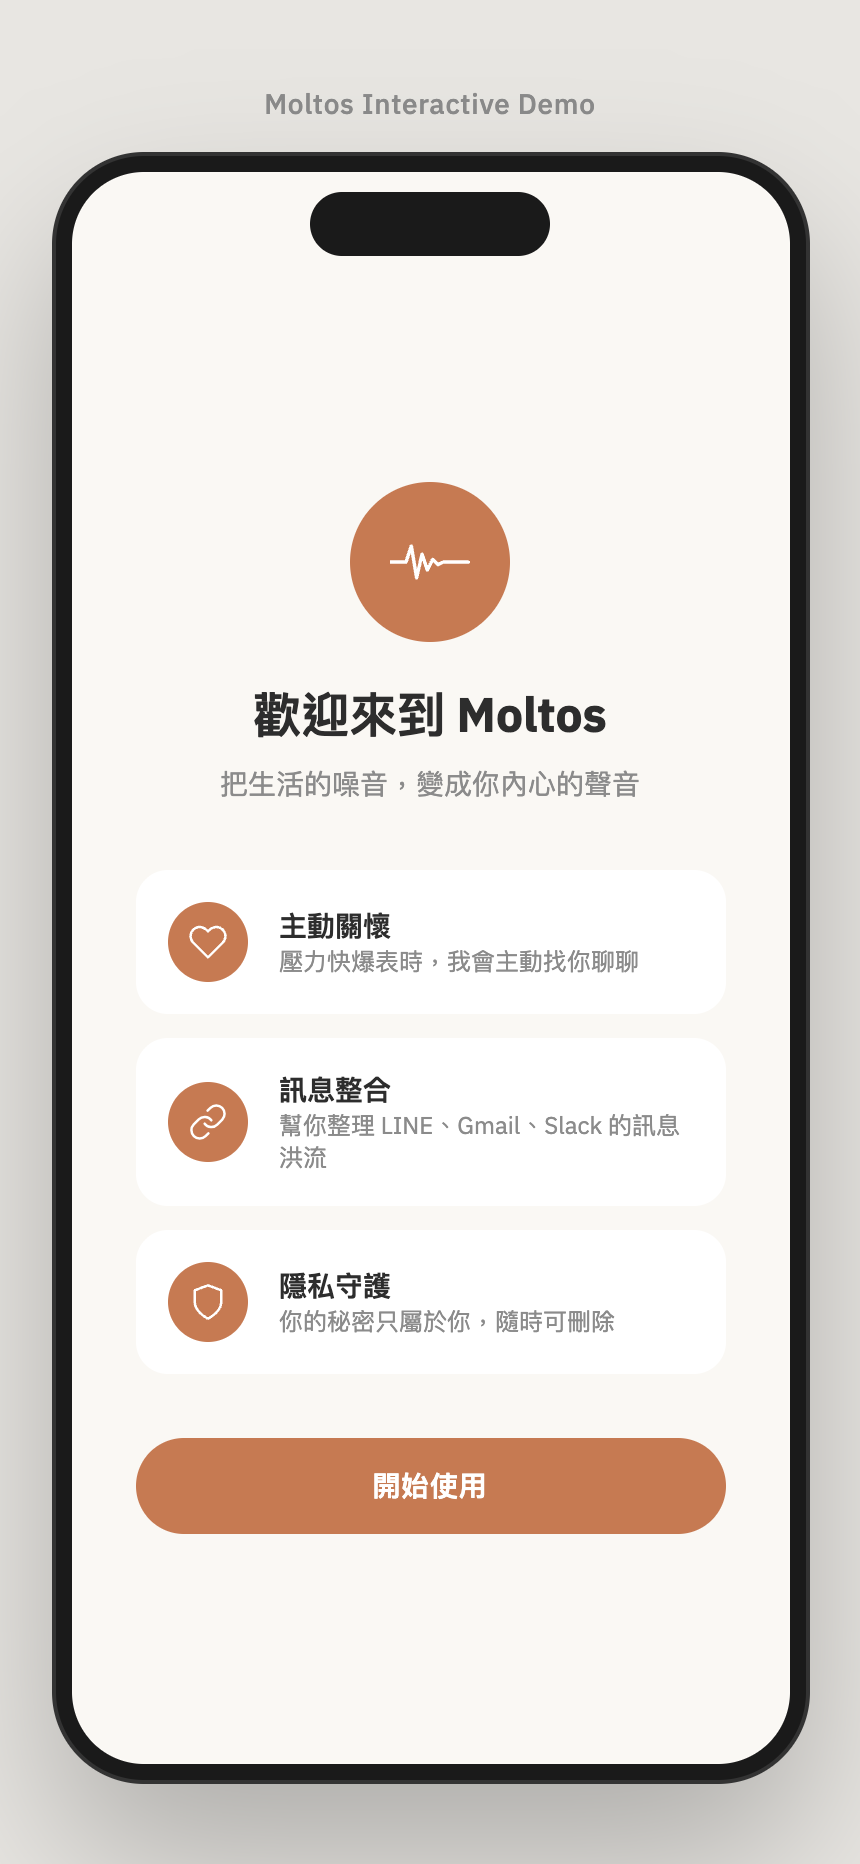 Moltos Interactive Demo
歡迎來到 Moltos
把生活的噪音，變成你內心的聲音
主動關懷
壓力快爆表時，我會主動找你聊聊
訊息整合
幫你整理 LINE、Gmail、Slack 的訊息
洪流
隱私守護
你的秘密只屬於你，隨時可刪除
開始使用